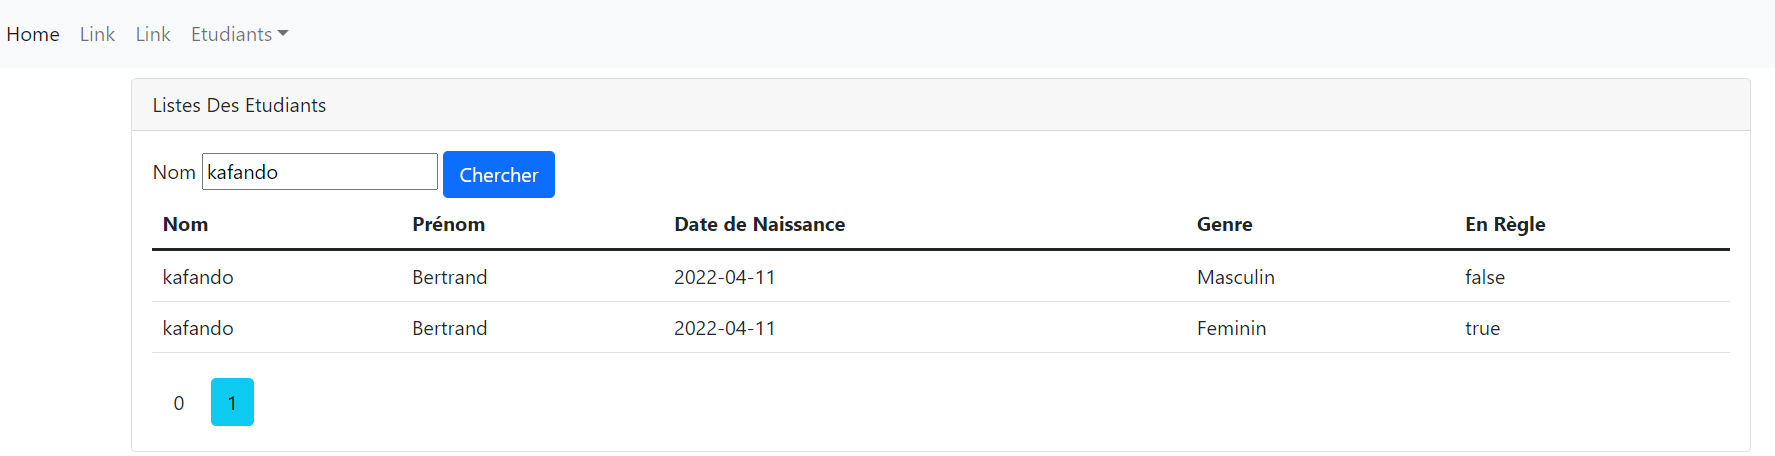 Home Link Link Etudiants
Listes Des Etudiants
Nom kafando Chercher
Nom Prénom Date de Naissance Genre En Règle
kafando Bertrand 2022-04-11 Masculin false
kafando Bertrand 2022-04-11 Feminin true
0 1